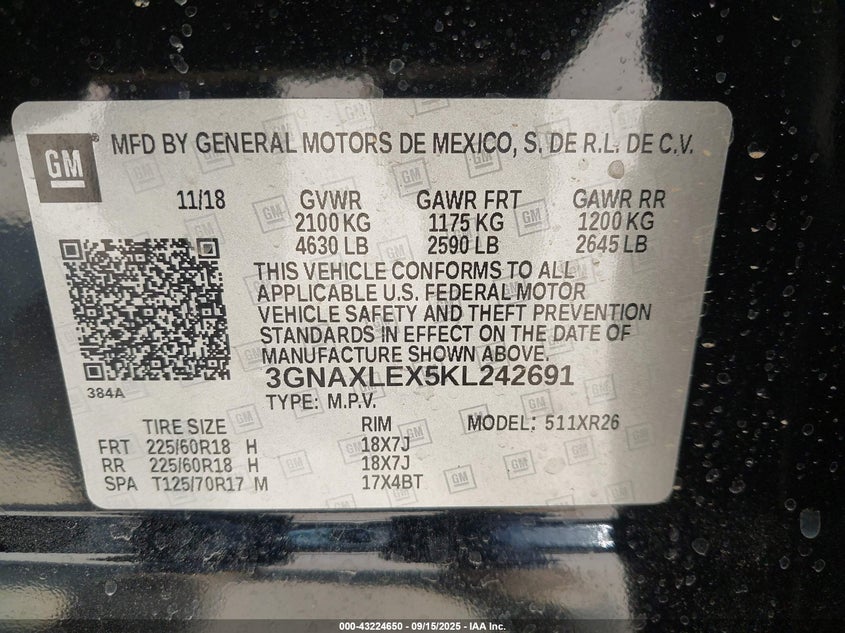 GM
MFD BY GENERAL MOTORS DE MEXICO, S. DE R.L. DE C.V.
11/18 GVWR GAWR FRT GAWR RR
2100 KG 1175 KG 1200 KG
4630 LB 2590 LB 2645 LB
THIS VEHICLE CONFORMS TO ALL
APPLICABLE U.S. FEDERAL MOTOR
VEHICLE SAFETY AND THEFT PREVENTION
STANDARDS IN EFFECT ON THE DATE OF
MANUFACTURE SHOWN ABOVE.
3GNAXLEX5KL242691
384A
TYPE: M.P.V.
TIRE SIZE RIM MODEL: 511XR26
FRT 225/60R18 H 18X7J
RR 225/60R18 H 18X7J
SPA T125/70R17 M 17X4BT
000-43224650 - 09/15/2025 - IAA Inc.